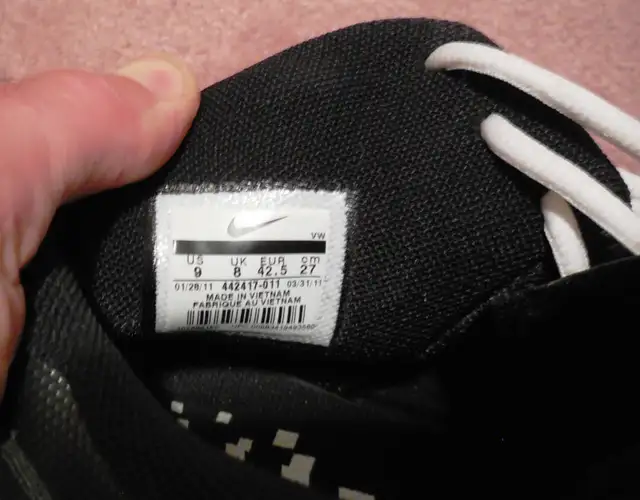 VW
US UK EUR cm
9 8 42.5 27
01/28/11 442417-011 03/31/11
MADE IN VIETNAM
FABRIQUE AU VIETNAM